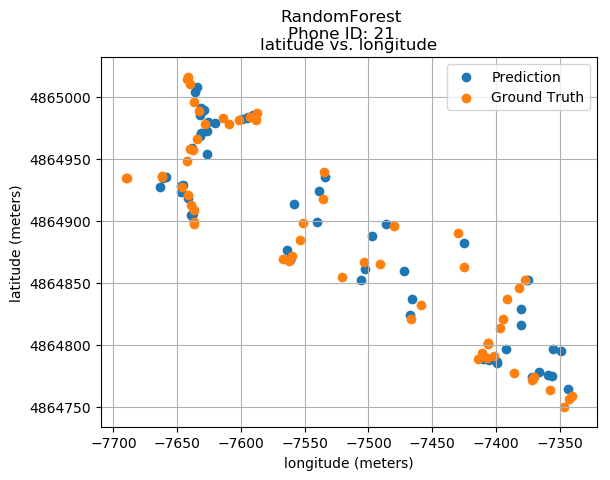 RandomForest
Phone ID: 21
latitude vs. longitude
Prediction
Ground Truth
4865000
4864950
4864900
4864850
4864800
4864750
latitude (meters)
−7700 −7650 −7600 −7550 −7500 −7450 −7400 −7350
longitude (meters)